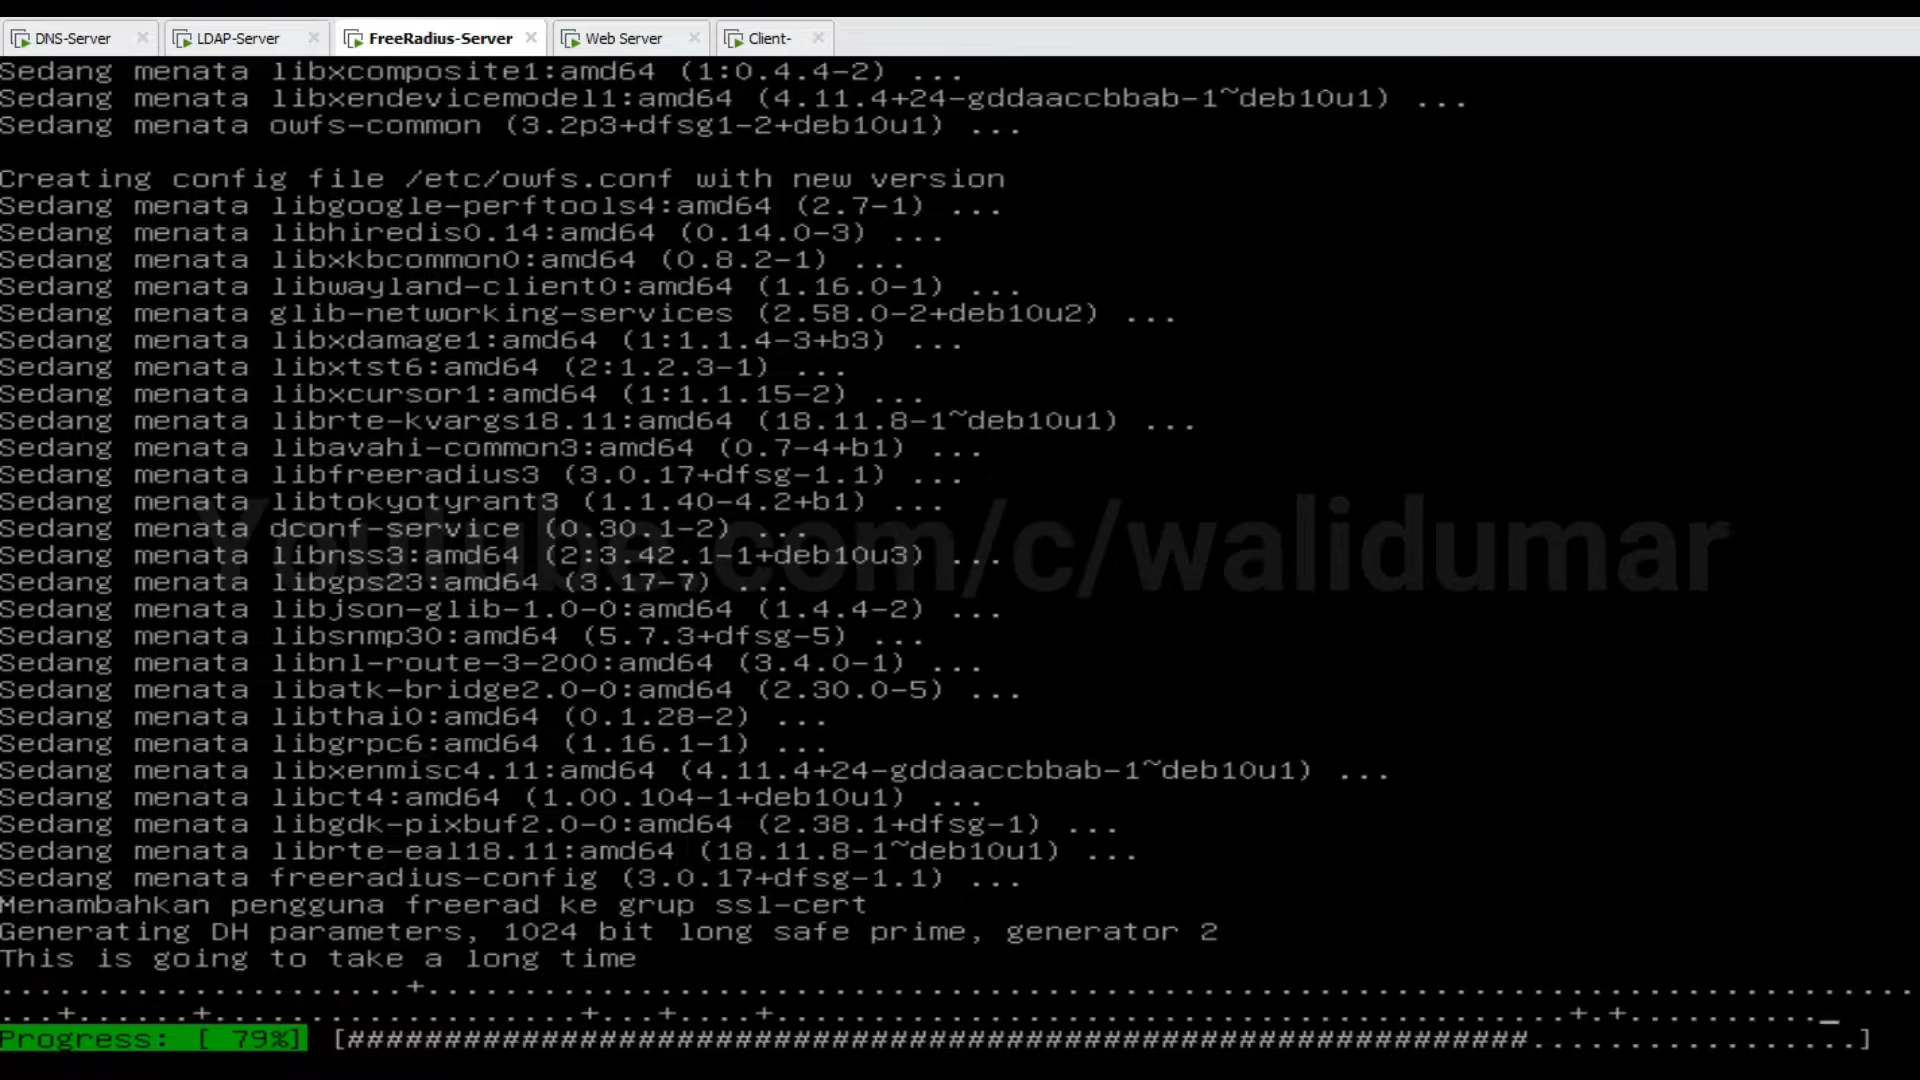 DNS-Server LDAP-Server FreeRadius-Server Web Server Client-
Sedang menata libxcomposite1:amd64 (1:0.4.4-2) ...
Sedang menata libxendevicemodel1:amd64 (4.11.4+24-gddaaccbbab-1~deb10u1) ...
Sedang menata owfs-common (3.2p3+dfsg1-2+deb10u1) ...
Creating config file /etc/owfs.conf with new version
Sedang menata libgoogle-perftools4:amd64 (2.7-1) ...
Sedang menata libhiredis0.14:amd64 (0.14.0-3) ...
Sedang menata libxkbcommon0:amd64 (0.8.2-1) ...
Sedang menata libwayland-client0:amd64 (1.16.0-1) ...
Sedang menata glib-networking-services (2.58.0-2+deb10u2) ...
Sedang menata libxdamage1:amd64 (1:1.1.4-3+b3) ...
Sedang menata libxtst6:amd64 (2:1.2.3-1) ...
Sedang menata libxcursor1:amd64 (1:1.1.15-2) ...
Sedang menata librte-kvargs18.11:amd64 (18.11.8-1~deb10u1) ...
Sedang menata libavahi-common3:amd64 (0.7-4+b1) ...
Sedang menata libfreeradius3 (3.0.17+dfsg-1.1) ...
Sedang menata libtokyotyrant3 (1.1.40-4.2+b1) ...
Sedang menata dconf-service (0.30.1-2) ...
Youtube.com/c/walidumar
Sedang menata libnss3:amd64 (2:3.42.1-1+deb10u3) ...
Sedang menata libgps23:amd64 (3.17-7) ...
Sedang menata libjson-glib-1.0-0:amd64 (1.4.4-2) ...
Sedang menata libsnmp30:amd64 (5.7.3+dfsg-5) ...
Sedang menata libnl-route-3-200:amd64 (3.4.0-1) ...
Sedang menata libatk-bridge2.0-0:amd64 (2.30.0-5) ...
Sedang menata libthai0:amd64 (0.1.28-2) ...
Sedang menata libgrpc6:amd64 (1.16.1-1) ...
Sedang menata libxenmisc4.11:amd64 (4.11.4+24-gddaaccbbab-1~deb10u1) ...
Sedang menata libct4:amd64 (1.00.104-1+deb10u1) ...
Sedang menata libgdk-pixbuf2.0-0:amd64 (2.38.1+dfsg-1) ...
Sedang menata librte-eal18.11:amd64 (18.11.8-1~deb10u1) ...
Sedang menata freeradius-config (3.0.17+dfsg-1.1) ...
Menambahkan pengguna freerad ke grup ssl-cert
Generating DH parameters, 1024 bit long safe prime, generator 2
This is going to take a long time
.....................+.............................................................................
...+......+...................+...+....+.........................................+.+.........._
Progress: [ 79%] [#############################################################.................]